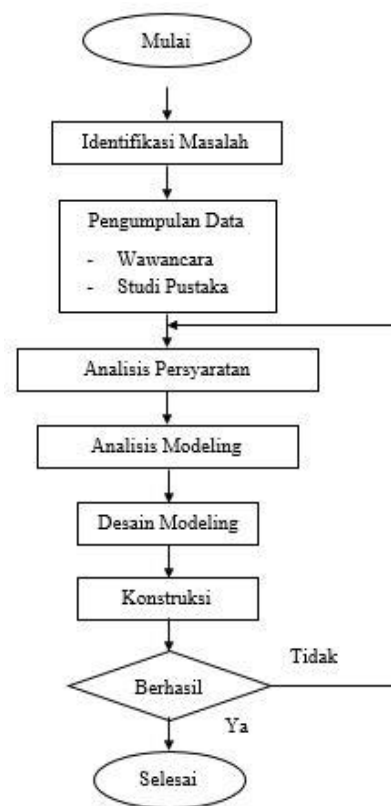 Mulai
Identifikasi Masalah
Pengumpulan Data
- Wawancara
- Studi Pustaka
Analisis Persyaratan
Analisis Modeling
Desain Modeling
Konstruksi
Tidak
Berhasil
Ya
Selesai